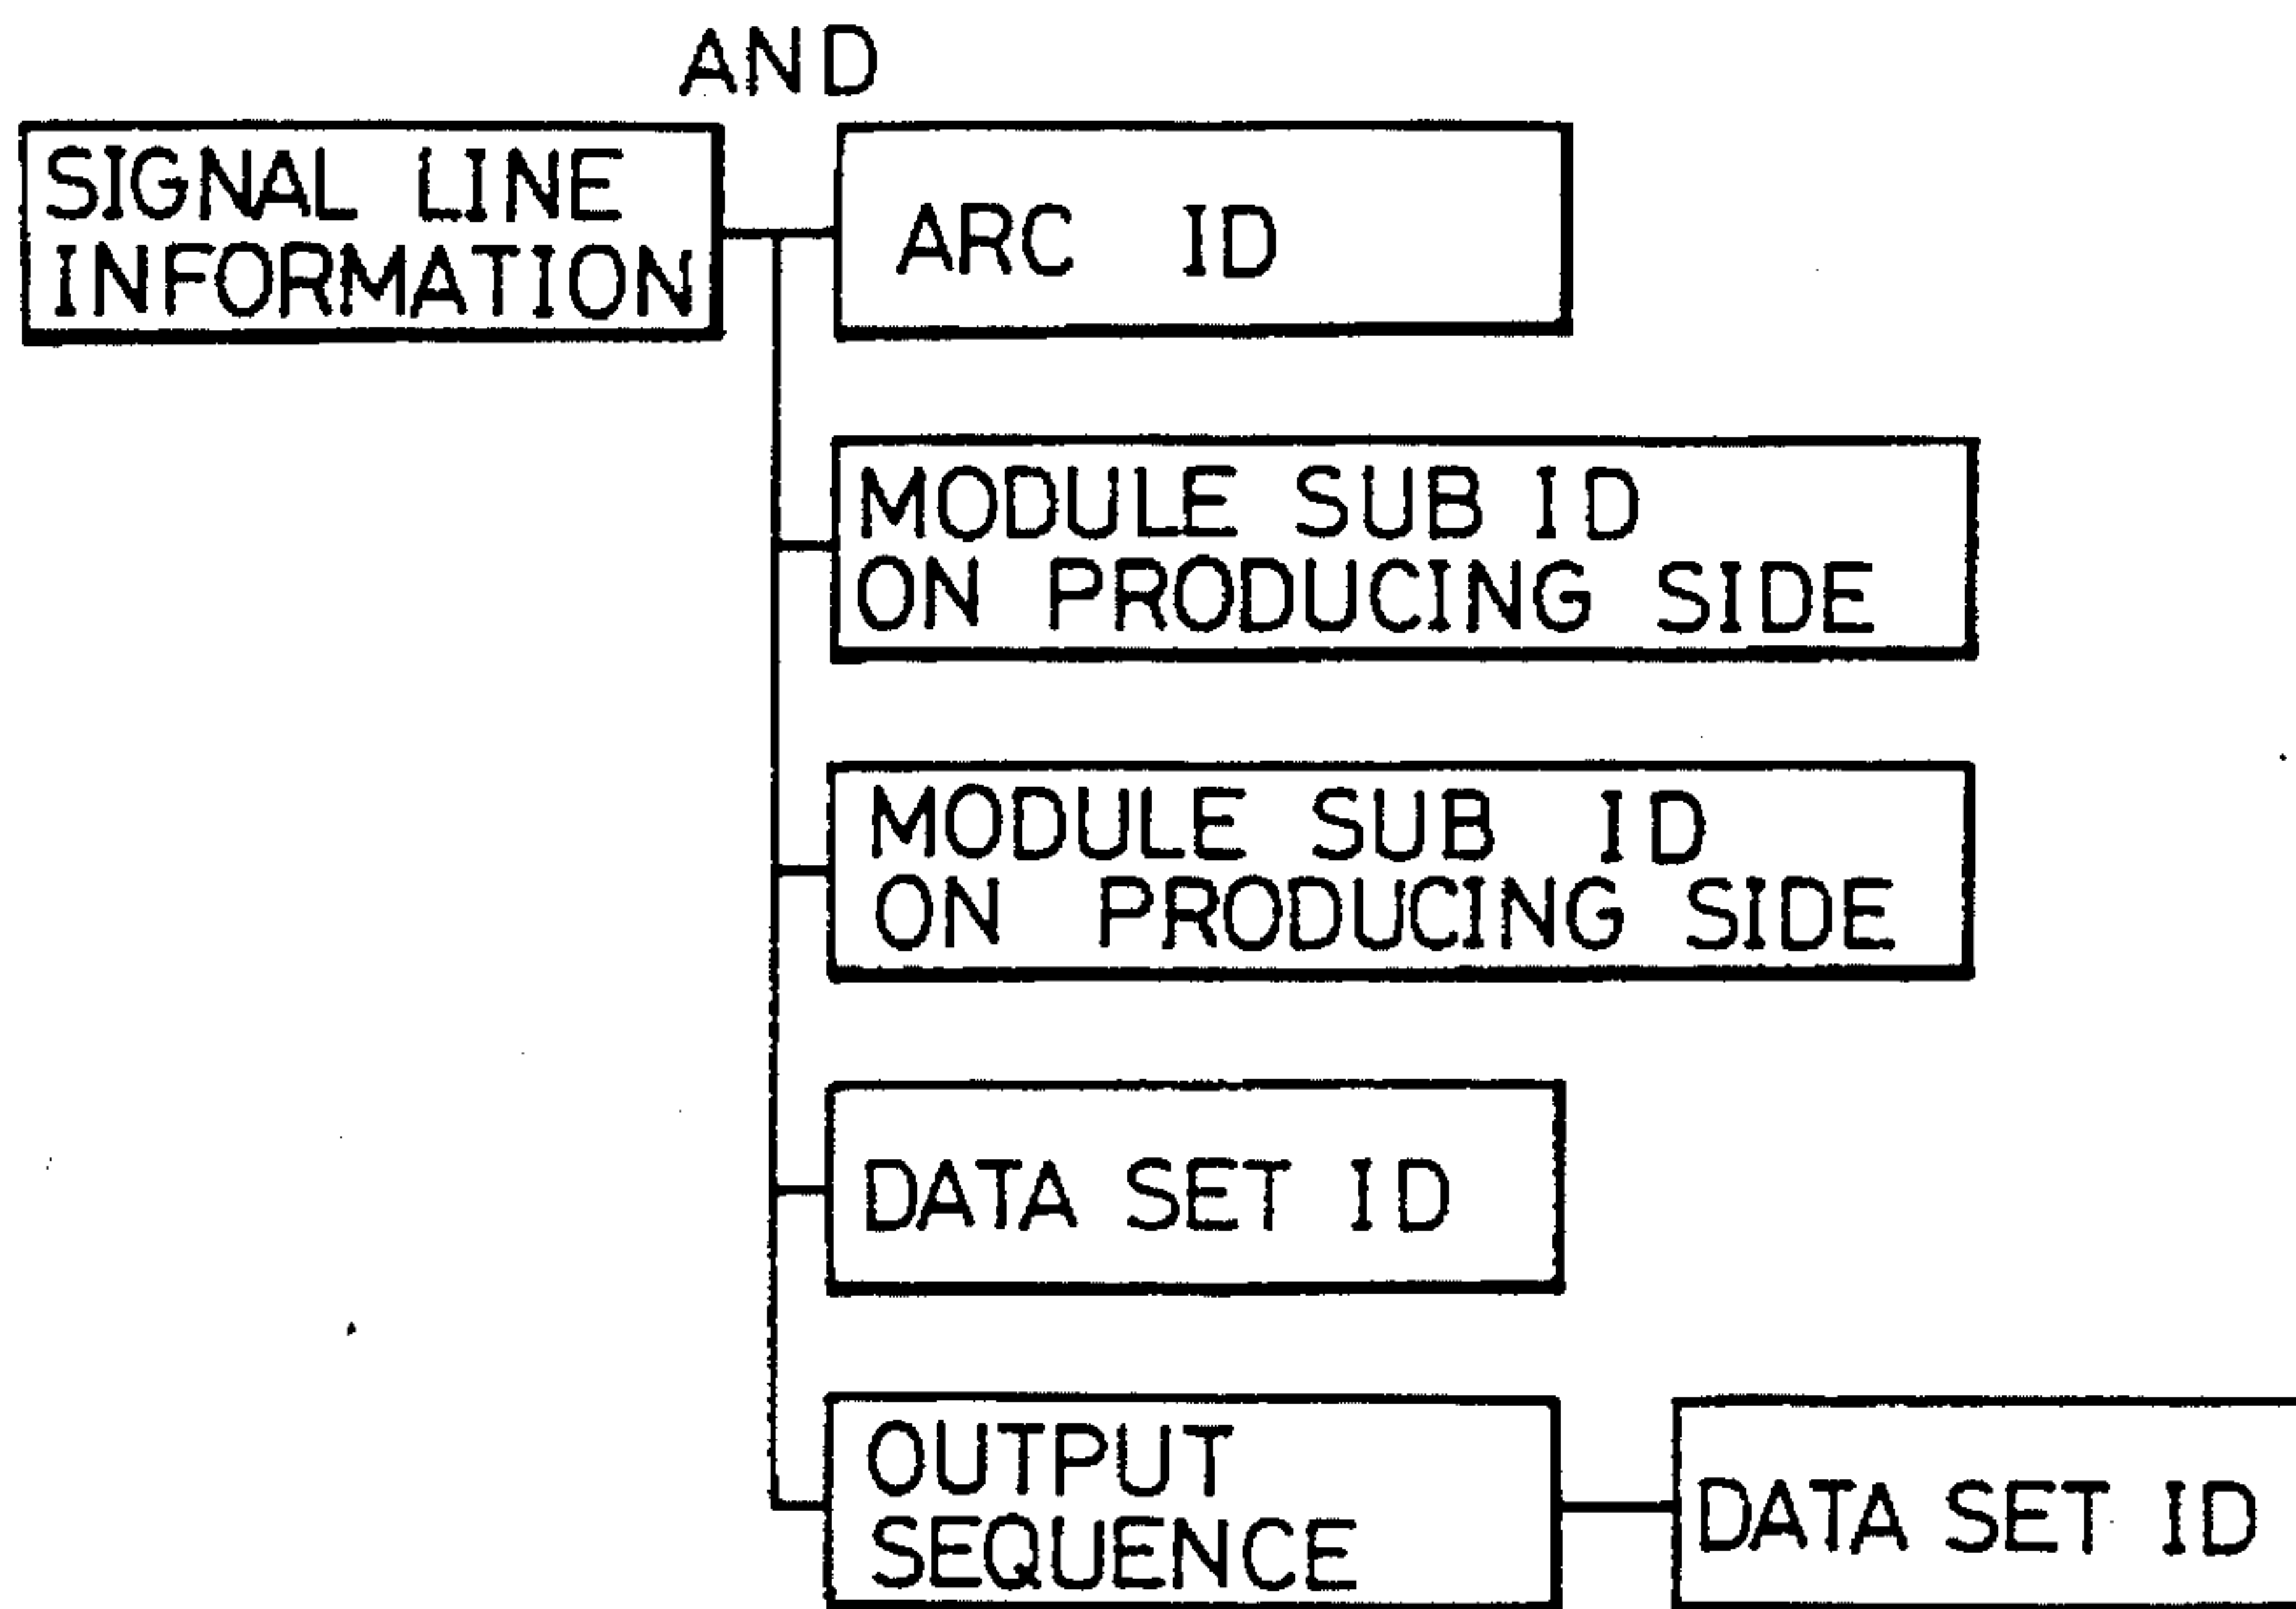 AND
SIGNAL LINE
INFORMATION
ARC ID
MODULE SUB ID
ON PRODUCING SIDE
MODULE SUB ID
ON PRODUCING SIDE
DATA SET ID
OUTPUT
SEQUENCE
DATA SET ID